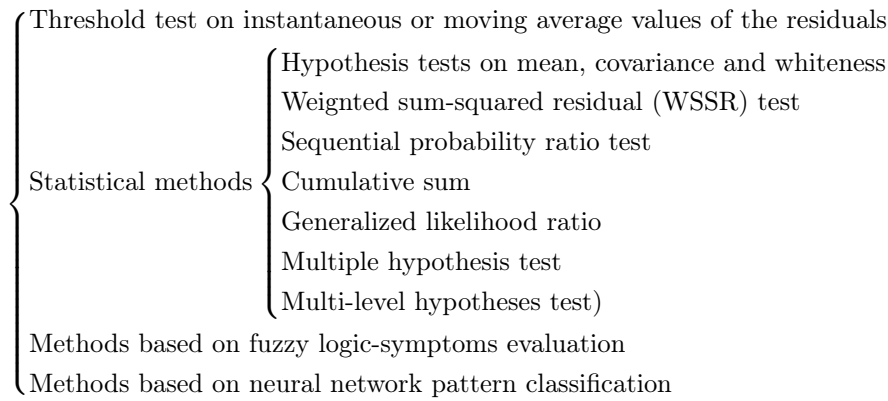 Threshold test on instantaneous or moving average values of the residuals
Statistical methods
Hypothesis tests on mean, covariance and whiteness
Weignted sum-squared residual (WSSR) test
Sequential probability ratio test
Cumulative sum
Generalized likelihood ratio
Multiple hypothesis test
Multi-level hypotheses test)
Methods based on fuzzy logic-symptoms evaluation
Methods based on neural network pattern classification